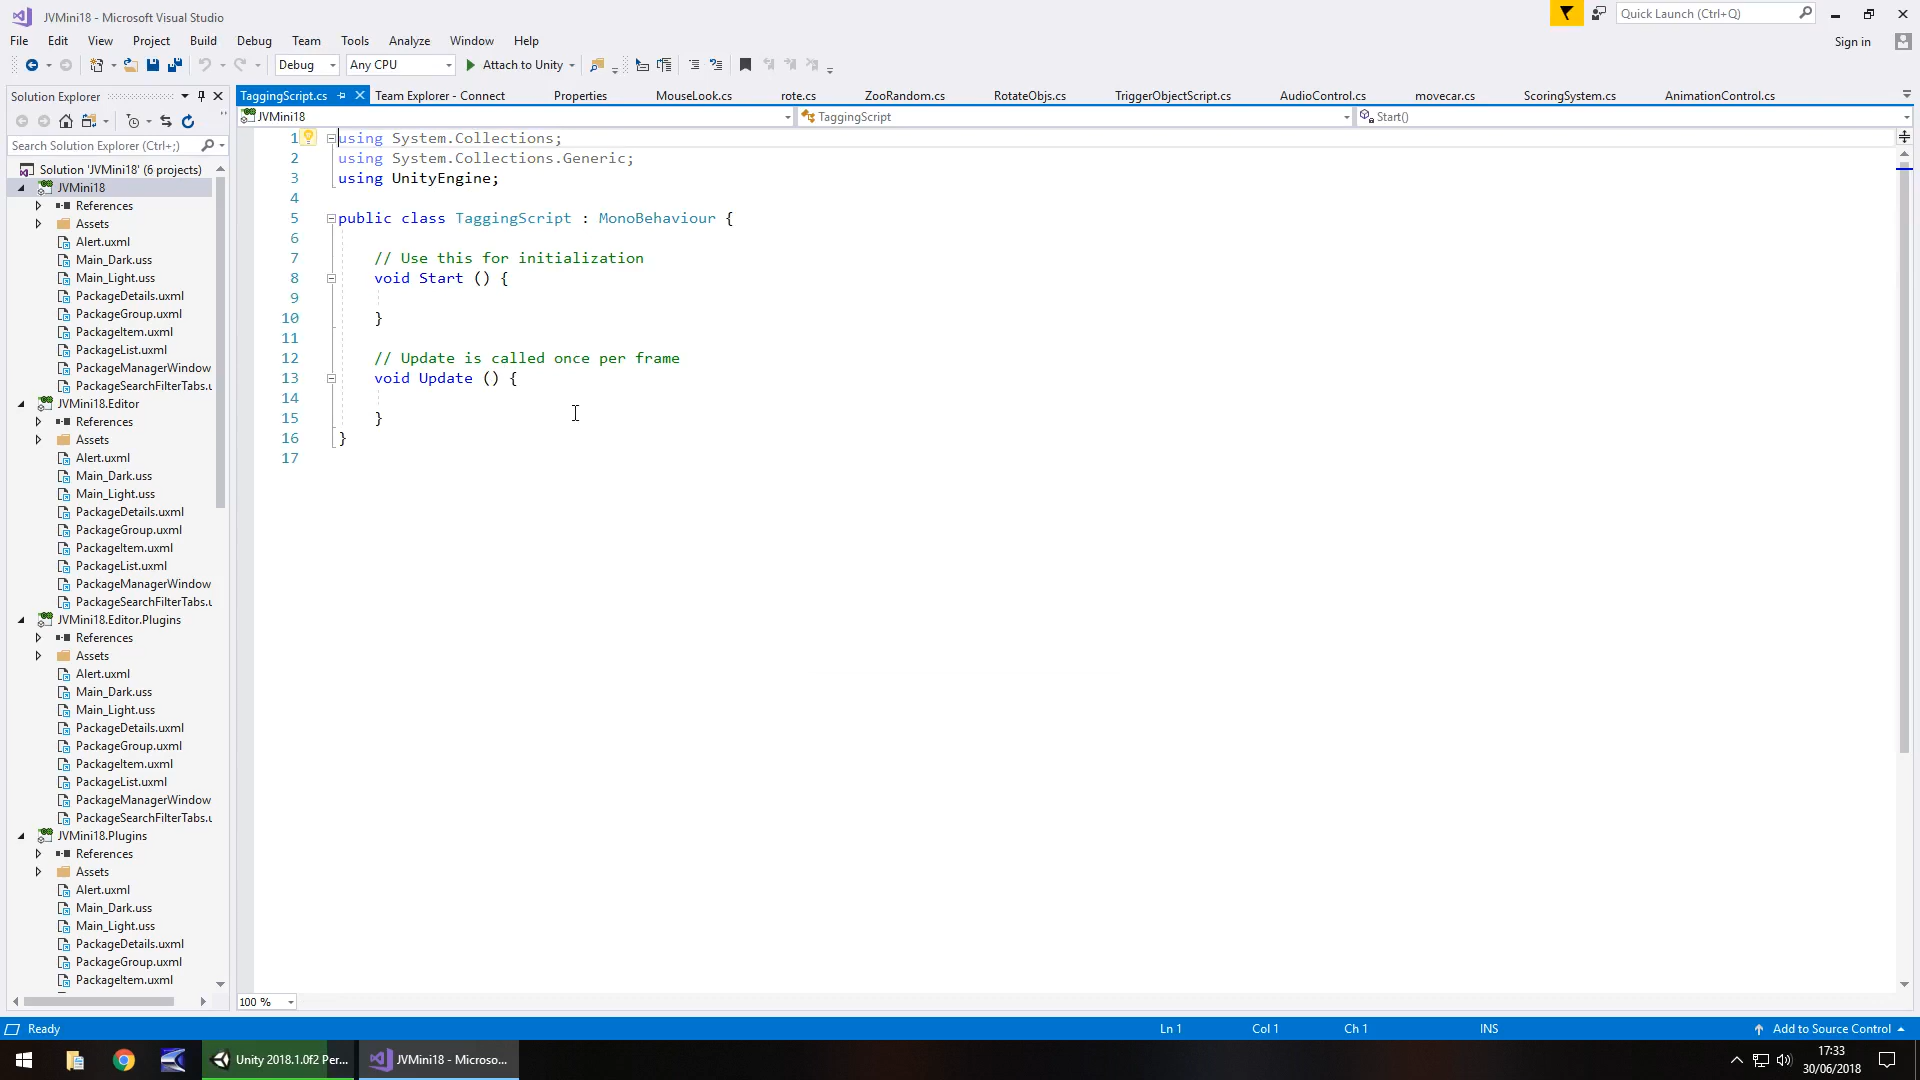 JVMini18 - Microsoft Visual Studio
Quick Launch (Ctrl+Q)
File Edit View Project Build Debug Team Tools Analyze Window Help
Sign in
Debug Any CPU Attach to Unity
Solution Explorer
TaggingScript.cs Team Explorer - Connect Properties MouseLook.cs rote.cs ZooRandom.cs RotateObjs.cs TriggerObjectScript.cs AudioControl.cs movecar.cs ScoringSystem.cs AnimationControl.cs
JVMini18 TaggingScript Start()
Search Solution Explorer (Ctrl+;)
Solution 'JVMini18' (6 projects)
JVMini18
References
Assets
Alert.uxml
Main_Dark.uss
Main_Light.uss
PackageDetails.uxml
PackageGroup.uxml
PackageItem.uxml
PackageList.uxml
PackageManagerWindow
PackageSearchFilterTabs.u
JVMini18.Editor
References
Assets
Alert.uxml
Main_Dark.uss
Main_Light.uss
PackageDetails.uxml
PackageGroup.uxml
PackageItem.uxml
PackageList.uxml
PackageManagerWindow
PackageSearchFilterTabs.u
JVMini18.Editor.Plugins
References
Assets
Alert.uxml
Main_Dark.uss
Main_Light.uss
PackageDetails.uxml
PackageGroup.uxml
PackageItem.uxml
PackageList.uxml
PackageManagerWindow
PackageSearchFilterTabs.u
JVMini18.Plugins
References
Assets
Alert.uxml
Main_Dark.uss
Main_Light.uss
PackageDetails.uxml
PackageGroup.uxml
PackageItem.uxml
1 using System.Collections;
2 using System.Collections.Generic;
3 using UnityEngine;
4
5 public class TaggingScript : MonoBehaviour {
6
7 // Use this for initialization
8 void Start () {
9
10 }
11
12 // Update is called once per frame
13 void Update () {
14
15 }
16 }
17
100 %
Ready Ln 1 Col 1 Ch 1 INS Add to Source Control
Unity 2018.1.0f2 Per... JVMini18 - Microso...
17:33
30/06/2018